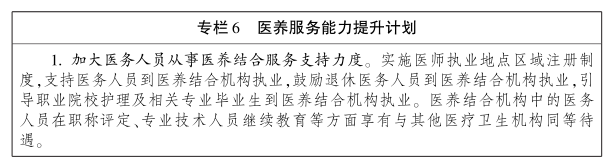 专栏6 医养服务能力提升计划
1. 加大医务人员从事医养结合服务支持力度。实施医师执业地点区域注册制
度,支持医务人员到医养结合机构执业,鼓励退休医务人员到医养结合机构执业,引
导职业院校护理及相关专业毕业生到医养结合机构执业。医养结合机构中的医务
人员在职称评定、专业技术人员继续教育等方面享有与其他医疗卫生机构同等待
遇。